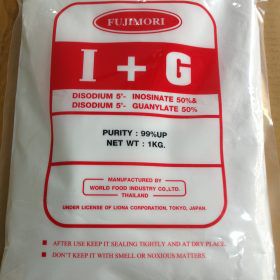 FUJIMORI
I + G
DISODIUM 5'- INOSINATE 50%&
DISODIUM 5'- GUANYLATE 50%
PURITY : 99%UP
NET WT : 1KG.
MANUFACTURED BY
WORLD FOOD INDUSTRY CO.,LTD.
THAILAND
UNDER LICENSE OF LIONA CORPORATION, TOKYO, JAPAN.
■ AFTER USE KEEP IT SEALING TIGHTLY AND AT DRY PLACE.
■ DON'T KEEP IT WITH SMELL OR NOXIOUS MATTERS.